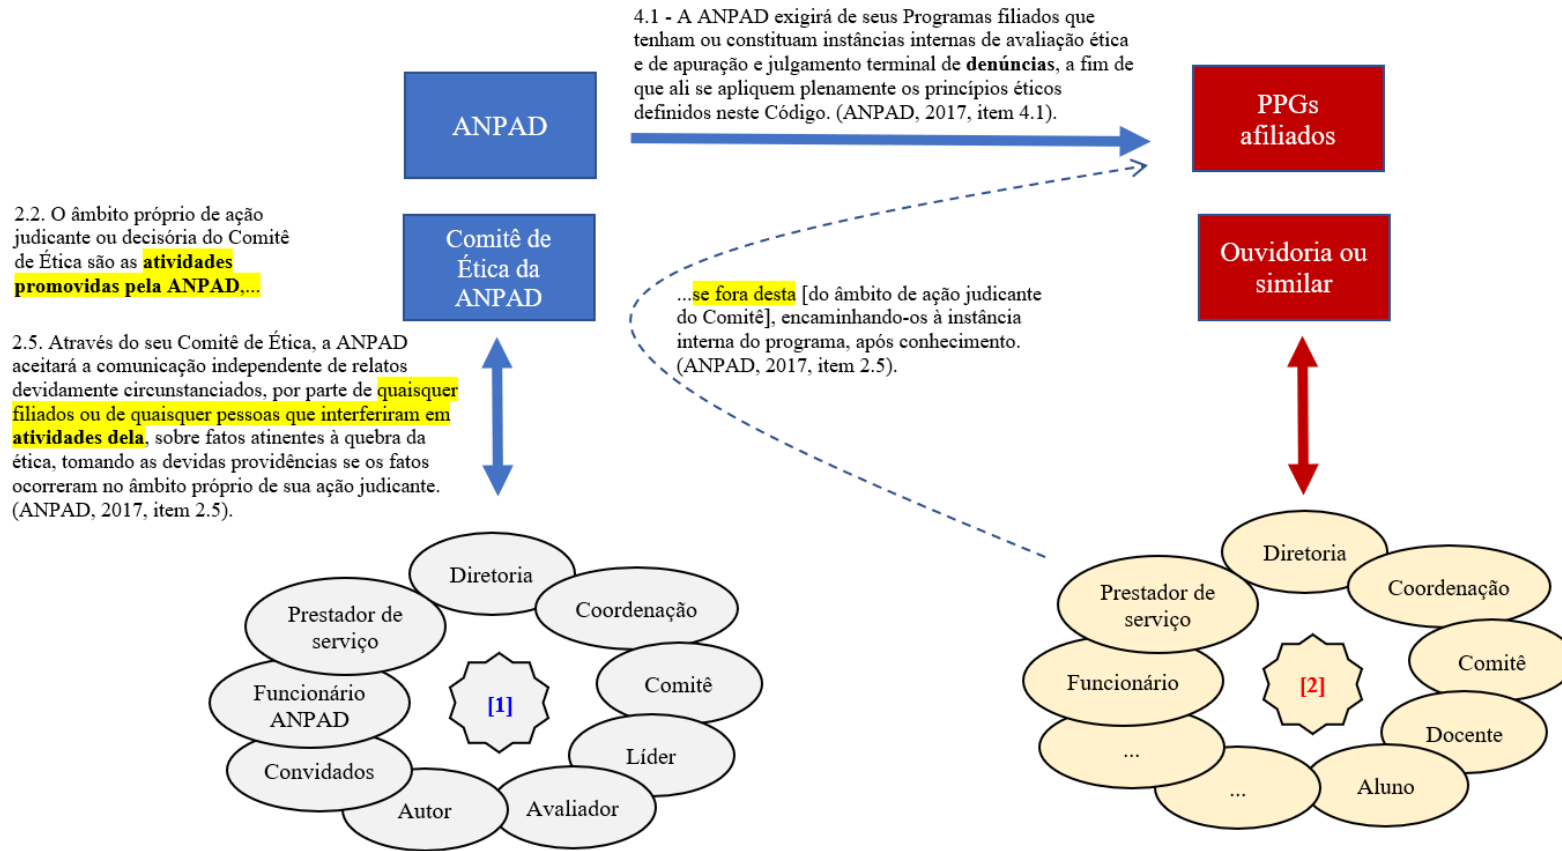 4.1 - A ANPAD exigirá de seus Programas filiados que
tenham ou constituam instâncias internas de avaliação ética
e de apuração e julgamento terminal de denúncias, a fim de
que ali se apliquem plenamente os princípios éticos
definidos neste Código. (ANPAD, 2017, item 4.1).
ANPAD
PPGs
afiliados
2.2. O âmbito próprio de ação
judicante ou decisória do Comitê
de Ética são as atividades
promovidas pela ANPAD,...
Comitê de
Ética da
ANPAD
Ouvidoria ou
similar
...se fora desta [do âmbito de ação judicante
do Comitê], encaminhando-os à instância
interna do programa, após conhecimento.
(ANPAD, 2017, item 2.5).
2.5. Através do seu Comitê de Ética, a ANPAD
aceitará a comunicação independente de relatos
devidamente circunstanciados, por parte de quaisquer
filiados ou de quaisquer pessoas que interferiram em
atividades dela, sobre fatos atinentes à quebra da
ética, tomando as devidas providências se os fatos
ocorreram no âmbito próprio de sua ação judicante.
(ANPAD, 2017, item 2.5).
Diretoria
Coordenação
Comitê
Líder
Avaliador
Autor
Convidados
Funcionário
ANPAD
Prestador de
serviço
[1]
Diretoria
Coordenação
Comitê
Docente
Aluno
...
...
Funcionário
Prestador de
serviço
[2]